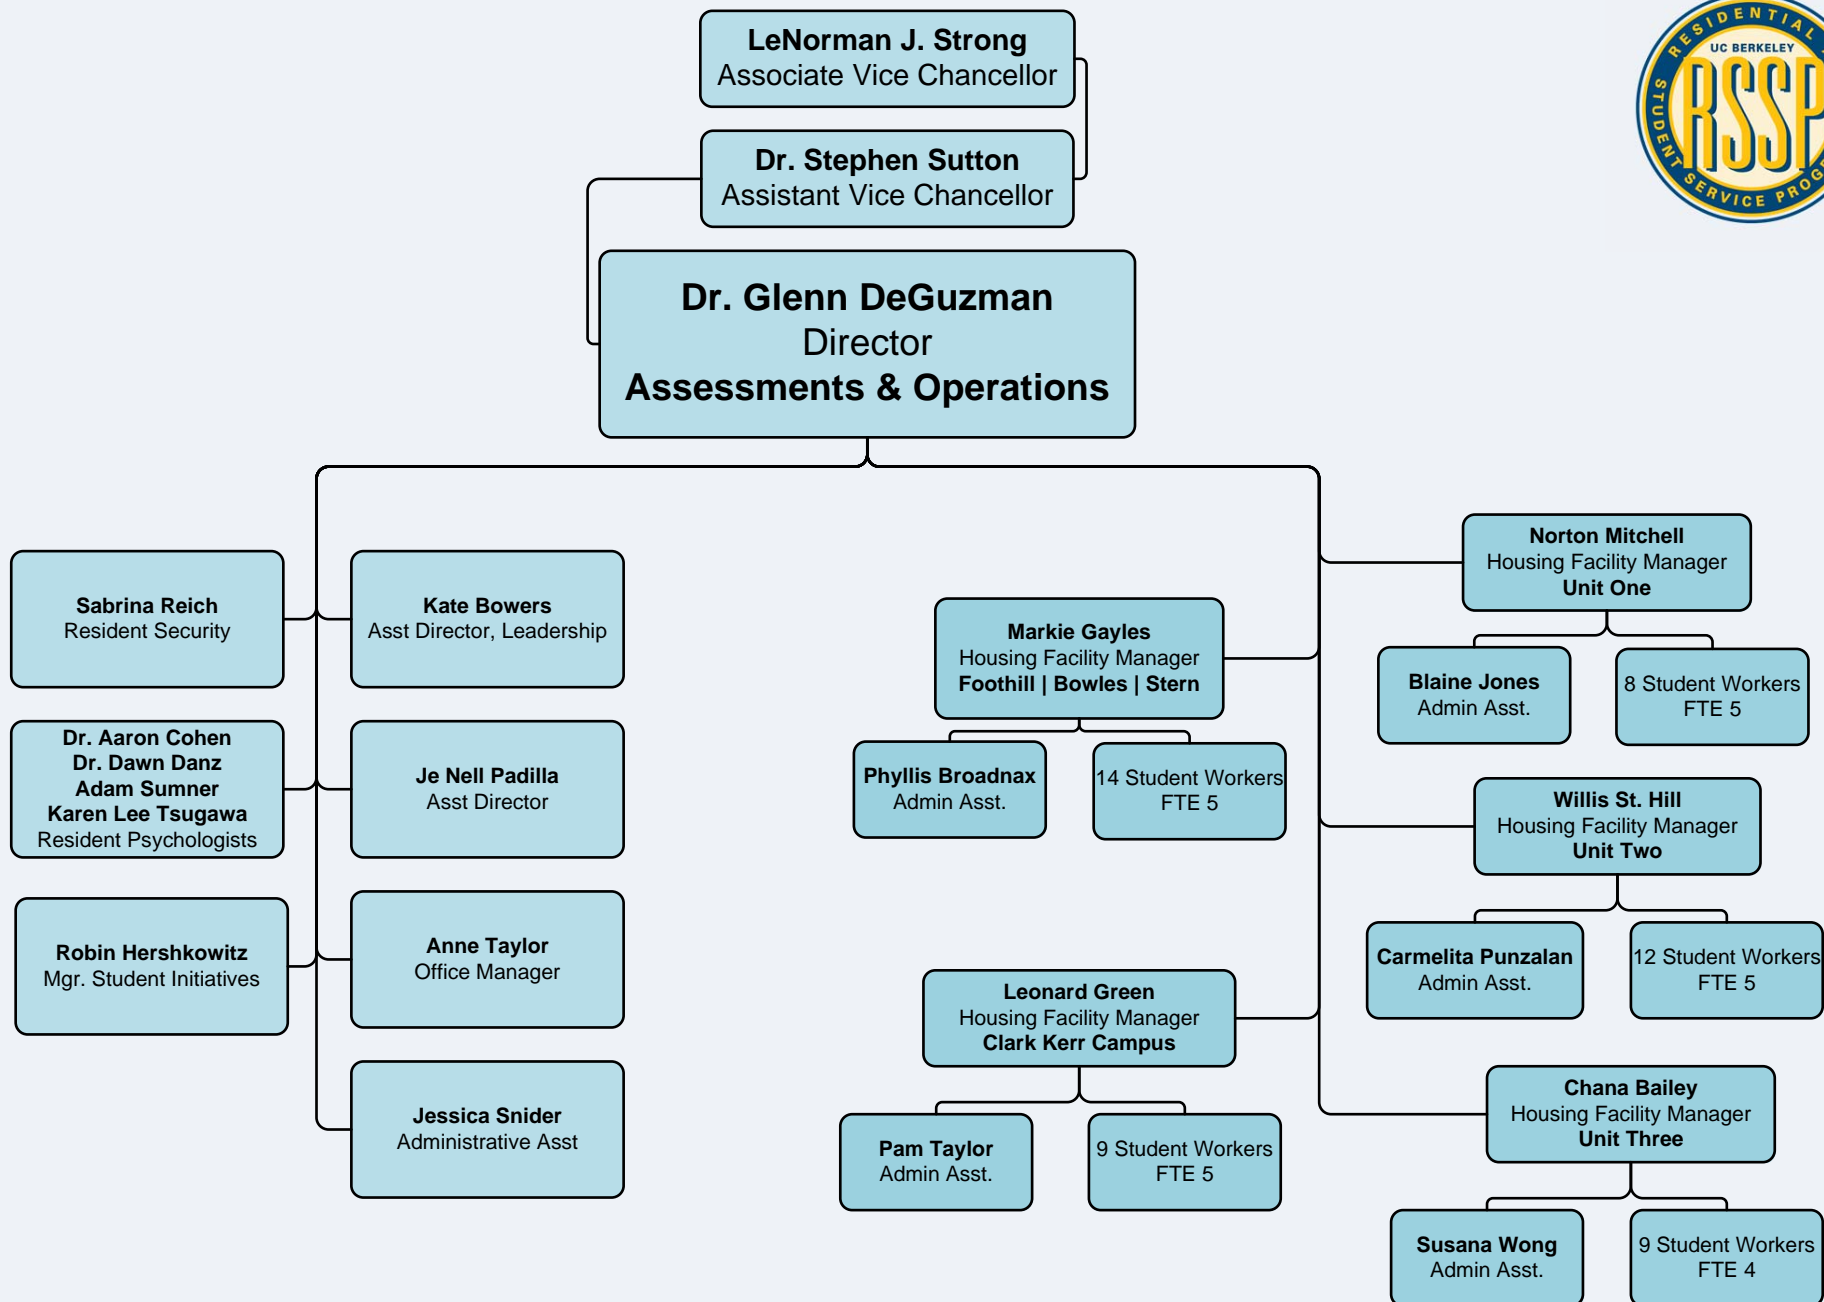 LeNorman J. Strong
Associate Vice Chancellor
Dr. Stephen Sutton
Assistant Vice Chancellor
Dr. Glenn DeGuzman
Director
Assessments & Operations
UC BERKELEY
RESIDENTIAL
RSSP
STUDENT SERVICE
Sabrina Reich
Resident Security
Kate Bowers
Asst Director, Leadership
Dr. Aaron Cohen
Dr. Dawn Danz
Adam Sumner
Karen Lee Tsugawa
Resident Psychologists
Je Nell Padilla
Asst Director
Robin Hershkowitz
Mgr. Student Initiatives
Anne Taylor
Office Manager
Jessica Snider
Administrative Asst
Markie Gayles
Housing Facility Manager
Foothill | Bowles | Stern
Phyllis Broadnax
Admin Asst.
14 Student Workers
FTE 5
Leonard Green
Housing Facility Manager
Clark Kerr Campus
Pam Taylor
Admin Asst.
9 Student Workers
FTE 5
Norton Mitchell
Housing Facility Manager
Unit One
Blaine Jones
Admin Asst.
8 Student Workers
FTE 5
Willis St. Hill
Housing Facility Manager
Unit Two
Carmelita Punzalan
Admin Asst.
12 Student Workers
FTE 5
Chana Bailey
Housing Facility Manager
Unit Three
Susana Wong
Admin Asst.
9 Student Workers
FTE 4